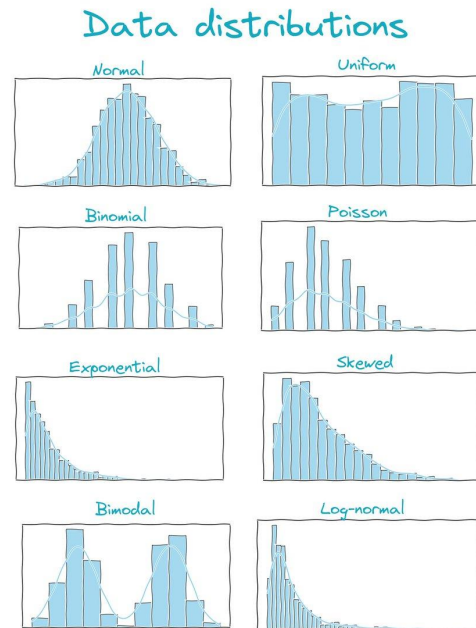 Data distributions
Normal
Uniform
Binomial
Poisson
Exponential
Skewed
Bimodal
Log-normal